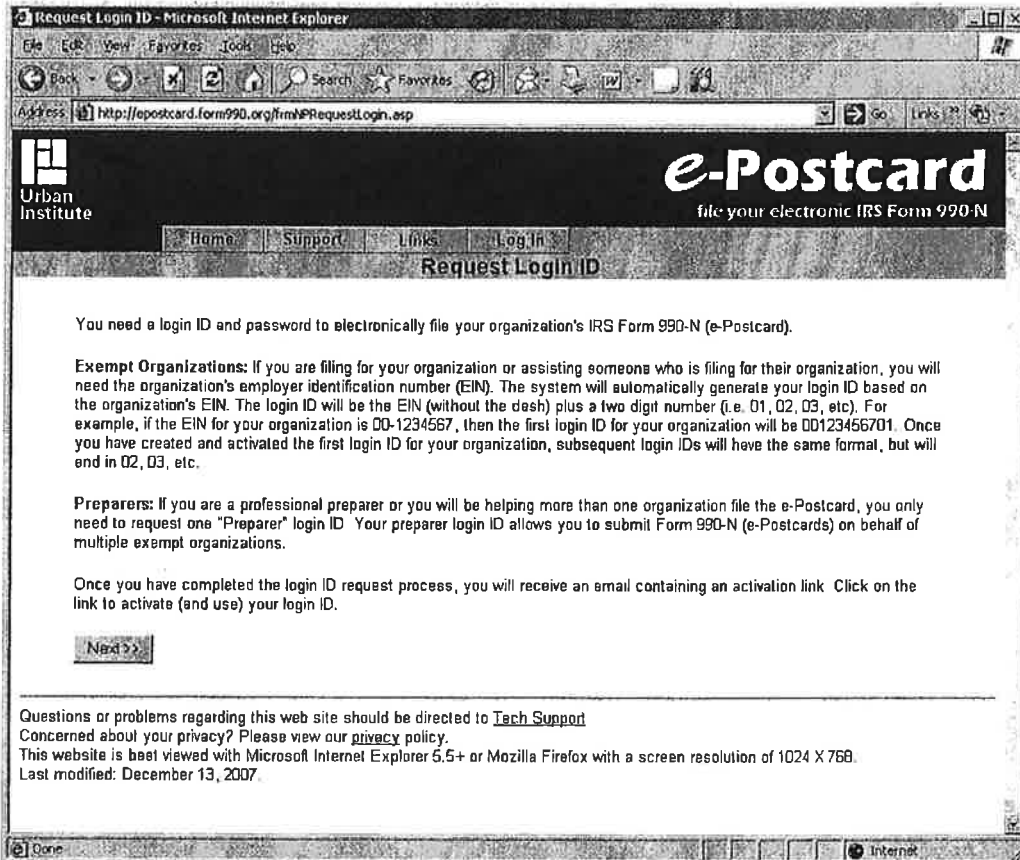 Request Login ID - Microsoft Internet Explorer
File Edit View Favorites Tools Help
Back Search Favorites
Address http://epostcard.form990.org/frmNPRequestLogin.asp Go Links »
Urban
Institute
e-Postcard
file your electronic IRS Form 990-N
Home Support Links Log In
Request Login ID
You need a login ID and password to electronically file your organization's IRS Form 990-N (e-Postcard).
Exempt Organizations: If you are filing for your organization or assisting someone who is filing for their organization, you will
need the organization's employer identification number (EIN). The system will automatically generate your login ID based on
the organization's EIN. The login ID will be the EIN (without the dash) plus a two digit number (i.e. 01, 02, 03, etc). For
example, if the EIN for your organization is 00-1234567, then the first login ID for your organization will be 00123456701. Once
you have created and activated the first login ID for your organization, subsequent login IDs will have the same format, but will
end in 02, 03, etc.
Preparers: If you are a professional preparer or you will be helping more than one organization file the e-Postcard, you only
need to request one "Preparer" login ID Your preparer login ID allows you to submit Form 990-N (e-Postcards) on behalf of
multiple exempt organizations.
Once you have completed the login ID request process, you will receive an email containing an activation link Click on the
link to activate (and use) your login ID.
Next >>
Questions or problems regarding this web site should be directed to Tech Support
Concerned about your privacy? Please view our privacy policy.
This website is best viewed with Microsoft Internet Explorer 5.5+ or Mozilla Firefox with a screen resolution of 1024 X 768.
Last modified: December 13, 2007.
Done Internet